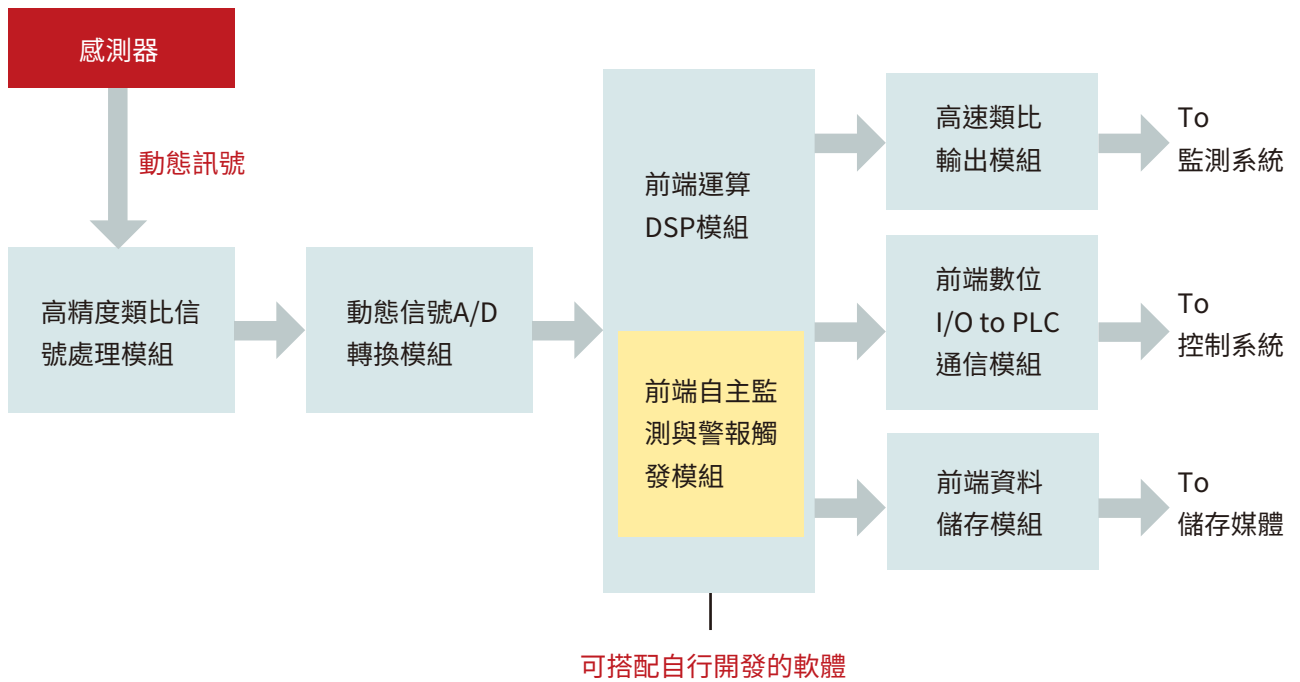 感測器
動態訊號
高精度類比信
號處理模組
動態信號A/D
轉換模組
前端運算
DSP模組
前端自主監
測與警報觸
發模組
可搭配自行開發的軟體
高速類比
輸出模組
To
監測系統
前端數位
I/O to PLC
通信模組
To
控制系統
前端資料
儲存模組
To
儲存媒體